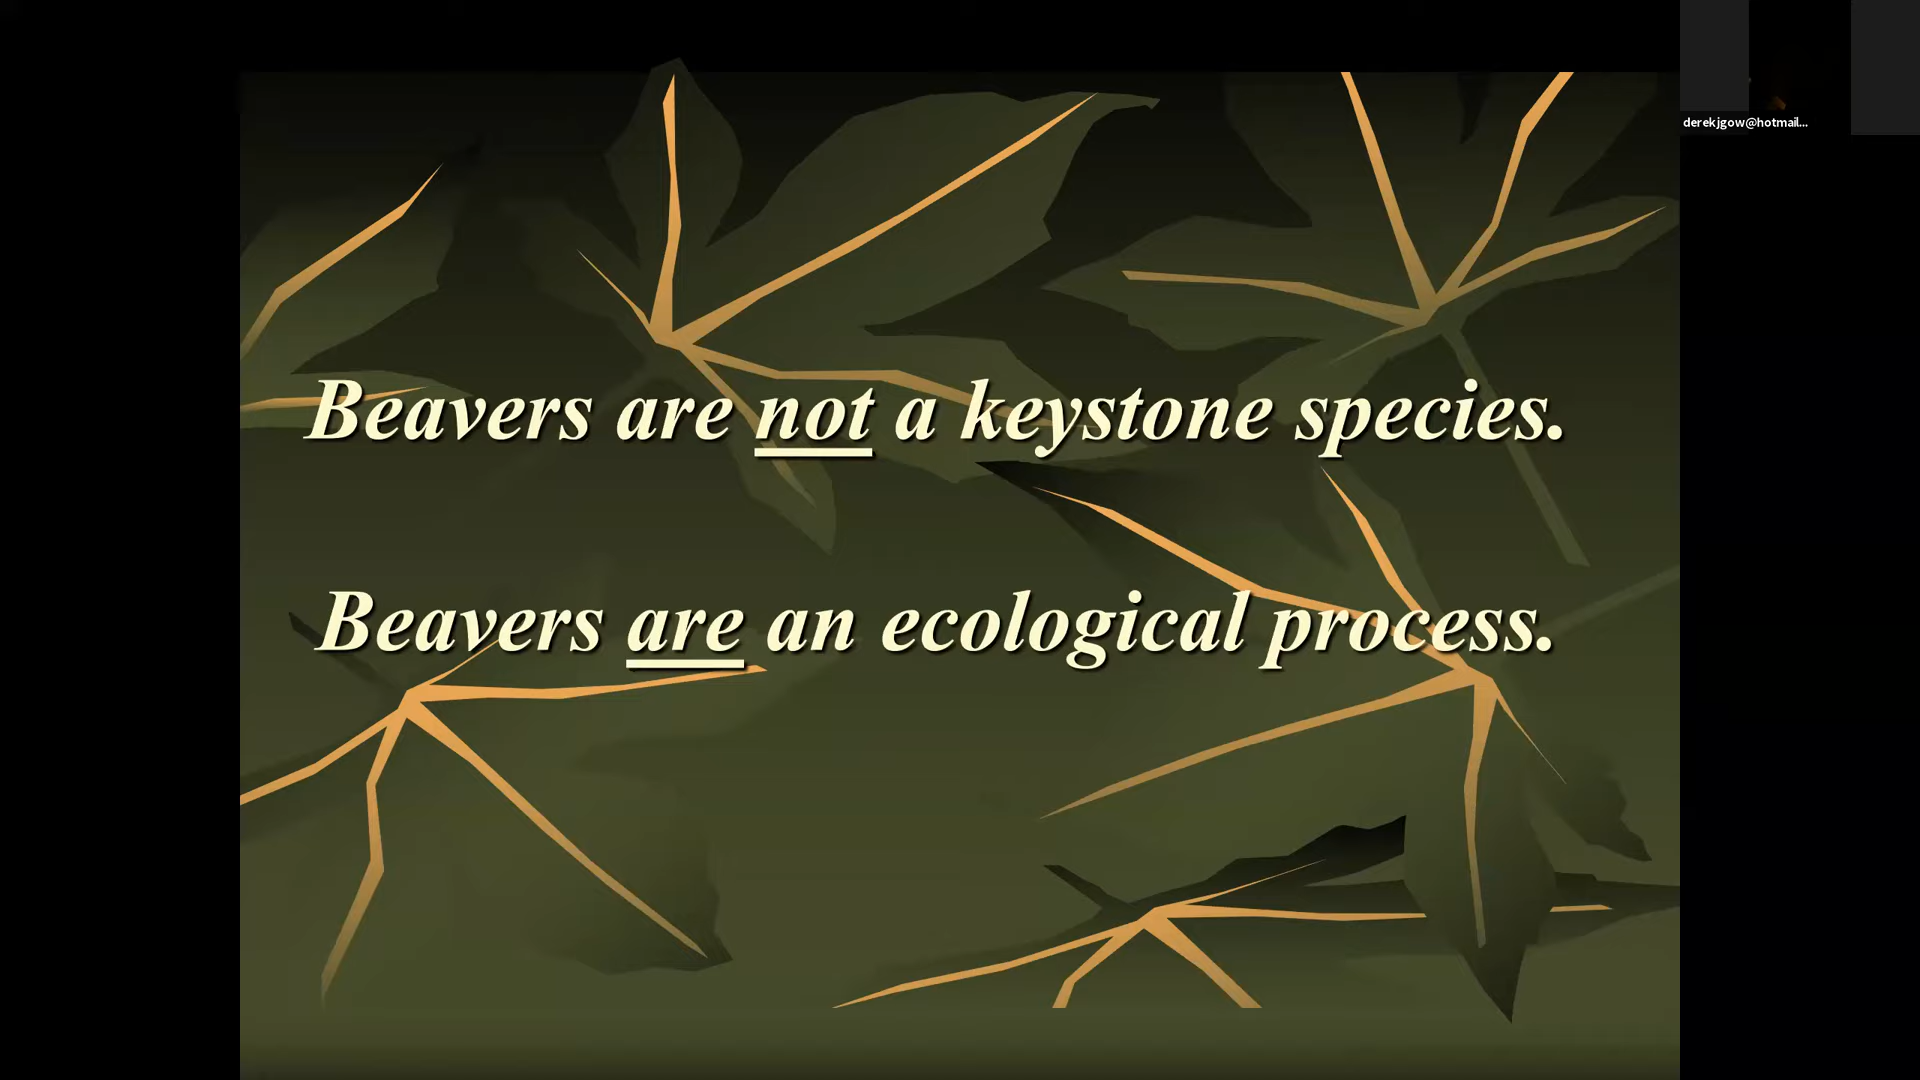 derekjgow@hotmail...
Beavers are not a keystone species.
Beavers are an ecological process.